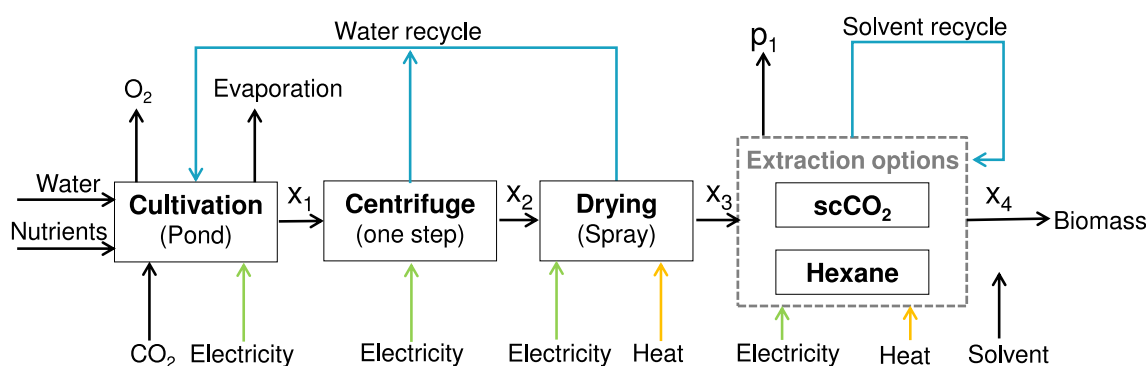 Water recycle
p₁
Solvent recycle
O₂
Evaporation
Extraction options
Water
Nutrients
Cultivation
(Pond)
x₁
Centrifuge
(one step)
x₂
Drying
(Spray)
x₃
scCO₂
Hexane
x₄
Biomass
CO₂
Electricity
Electricity
Electricity
Heat
Electricity
Heat
Solvent